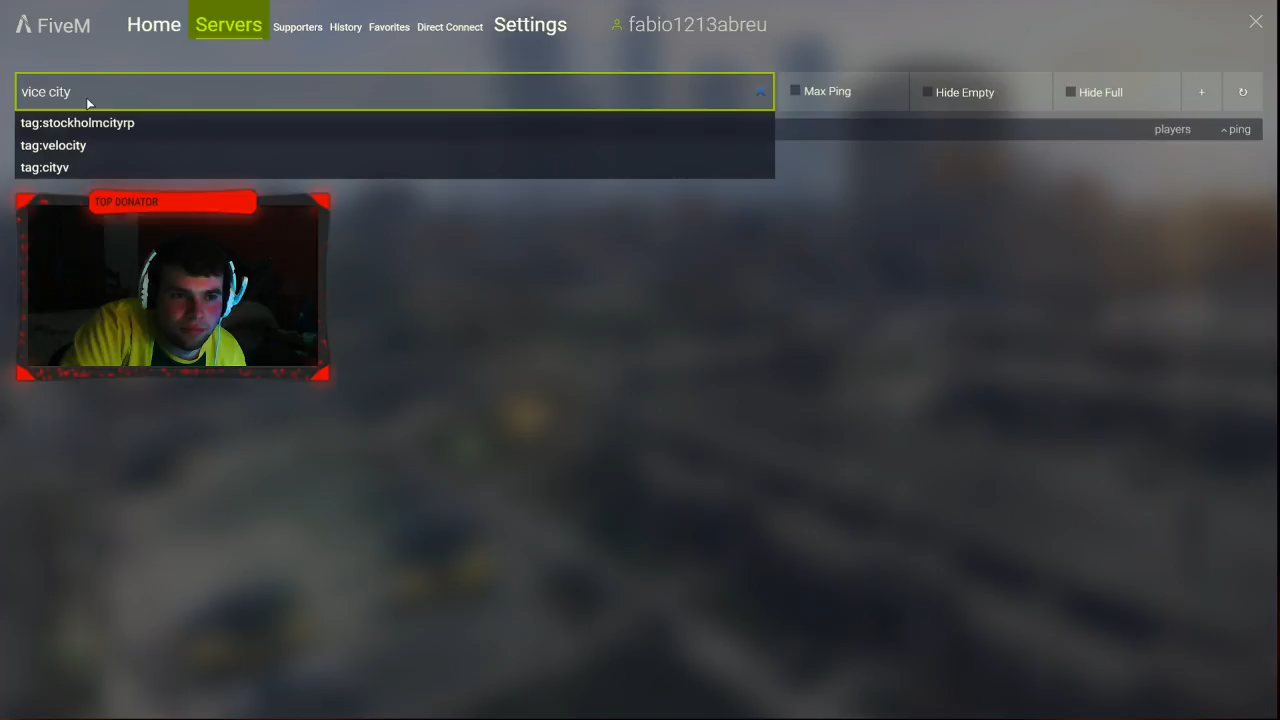 FiveM Home Servers Supporters History Favorites Direct Connect Settings fabio1213abreu
vice city Max Ping Hide Empty Hide Full +
players ping
tag:stockholmcityrp
tag:velocity
tag:cityv
TOP DONATOR